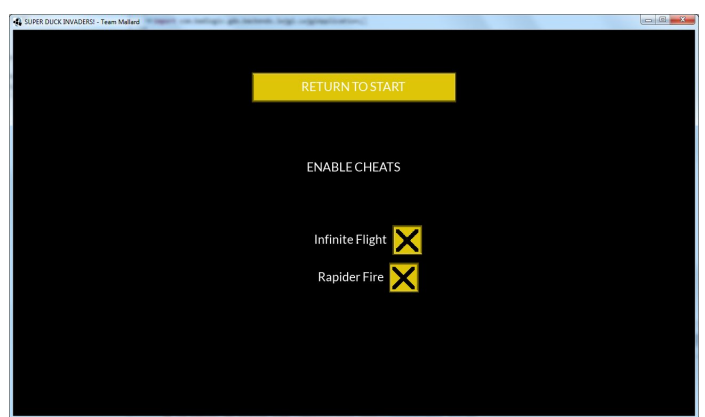 SUPER DUCK INVADERS! - Team Mallard
RETURN TO START
ENABLE CHEATS
Infinite Flight
Rapider Fire